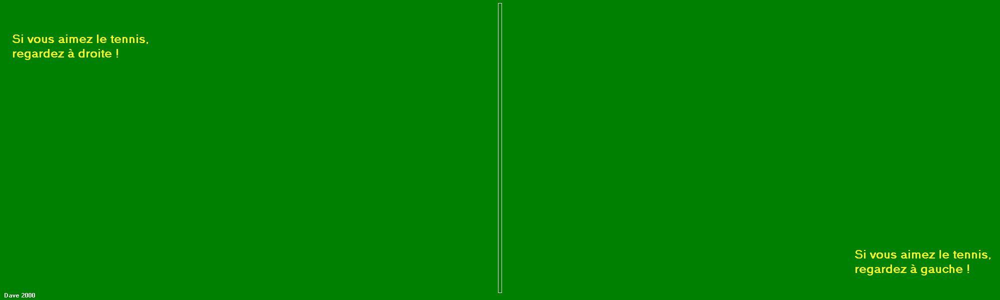 Si vous aimez le tennis,
regardez à droite !
Si vous aimez le tennis,
regardez à gauche !
Dave 2000